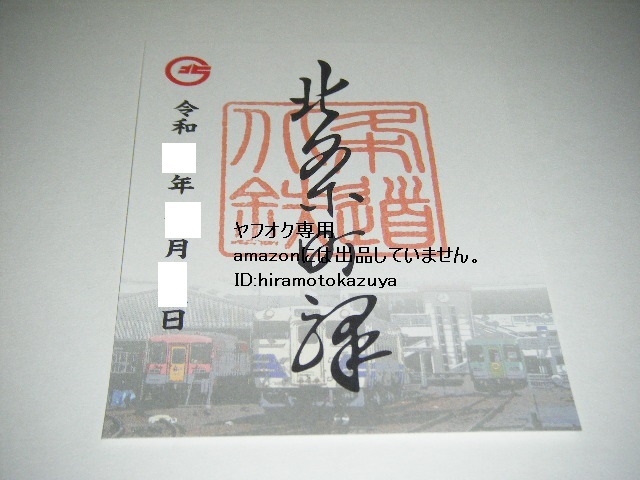 令和 年 月 日
北条町驛
北条
鉄道
ヤフオク専用
amazonには出品していません。
ID:hiramotokazuya